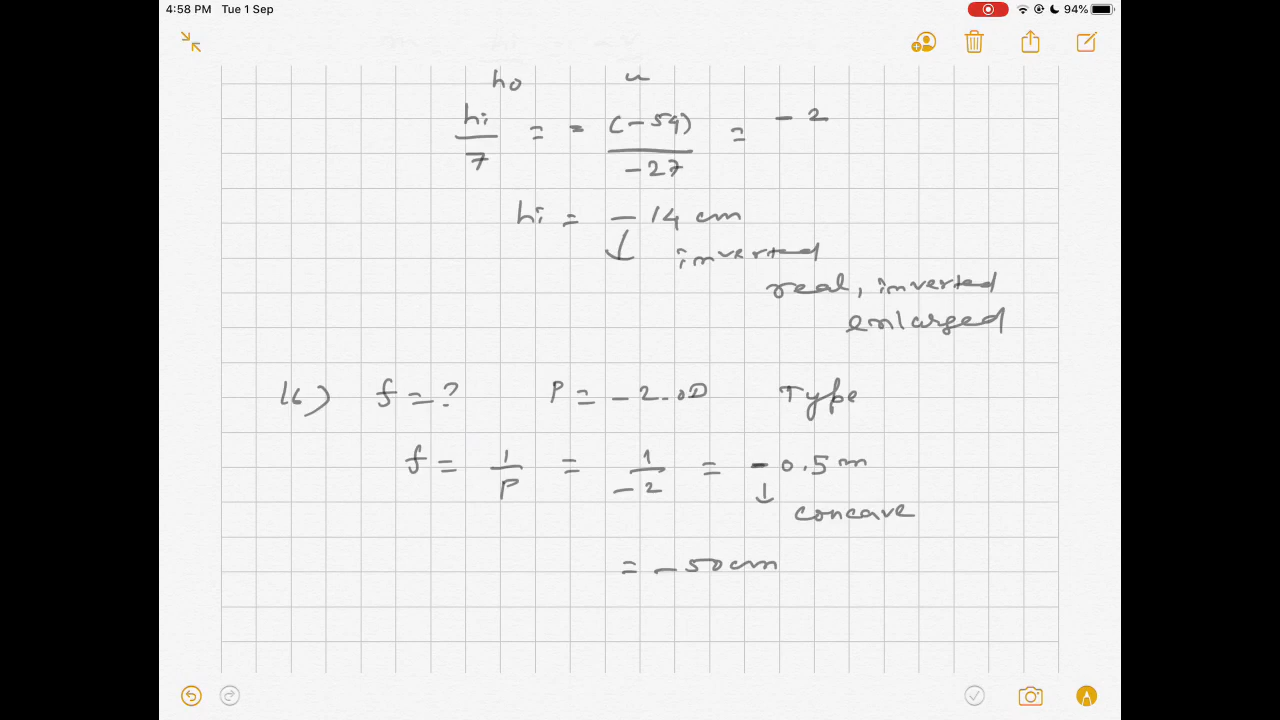 4:58 PM Tue 1 Sep 94%
ho u
hi/7 = - (-54)/-27 = -2
hi = -14 cm
↓ inverted
real, inverted
enlarged
16) f = ? P = -2.0D Type
f = 1/P = 1/-2 = -0.5m
↓ concave
= -50cm